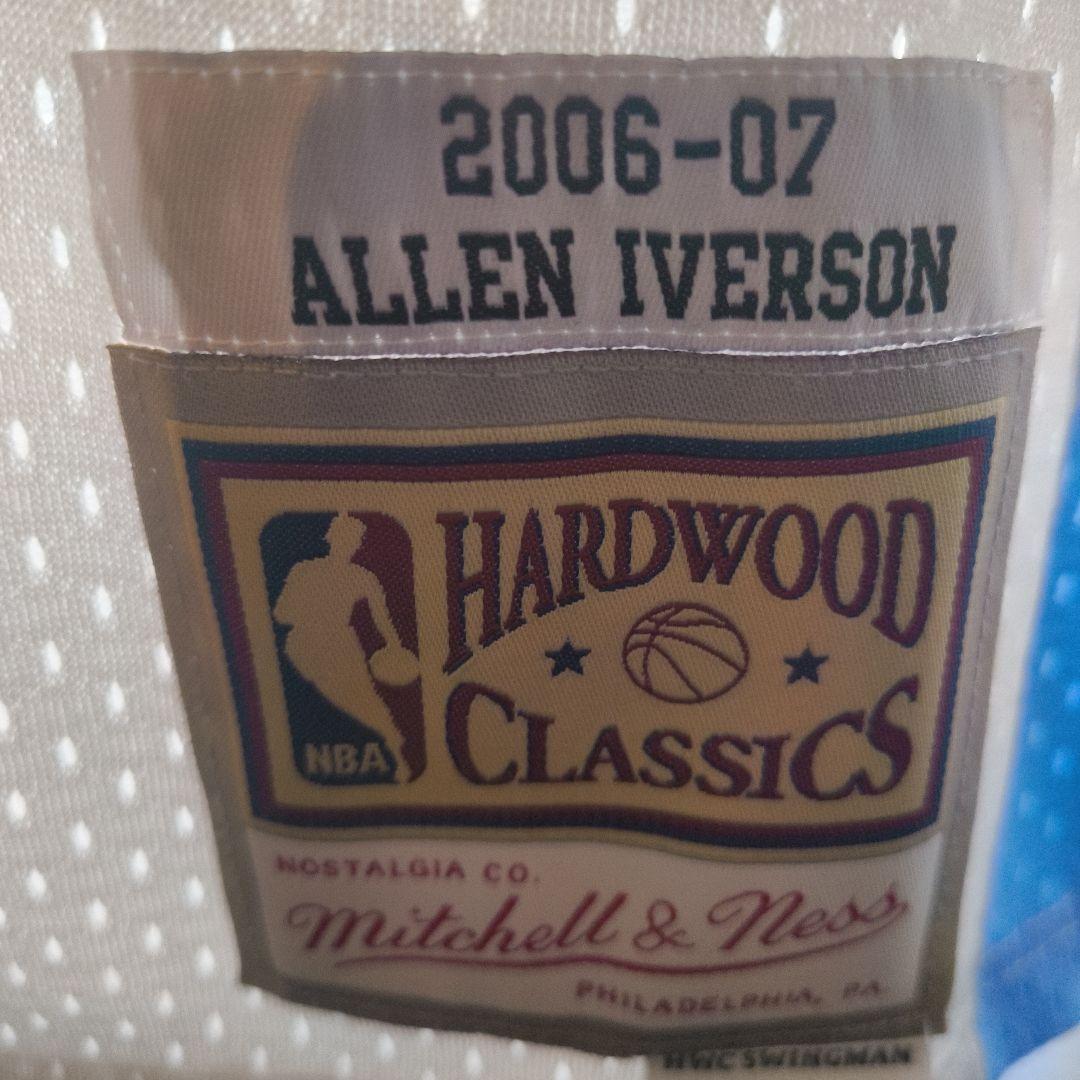 2006-07
ALLEN IVERSON
HARDWOOD
CLASSICS
NBA
NOSTALGIA CO.
Mitchell & Ness
PHILADELPHIA, PA.
HWC SWINGMAN